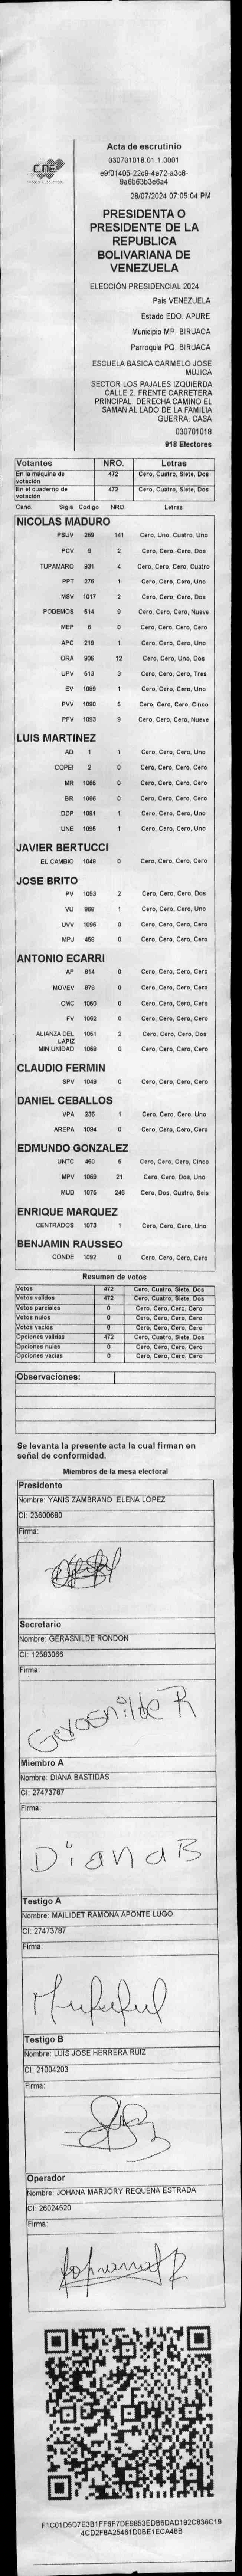 CNE
Acta de escrutinio
030701018.01.1.0001
e9f01405-22c9-4e72-a3c8-
9a6b63b3e6a4
28/07/2024 07:05:04 PM
PRESIDENTA O
PRESIDENTE DE LA
REPUBLICA
BOLIVARIANA DE
VENEZUELA
ELECCIÓN PRESIDENCIAL 2024
Pais VENEZUELA
Estado EDO. APURE
Municipio MP. BIRUACA
Parroquia PQ. BIRUACA
ESCUELA BASICA CARMELO JOSE
MUJICA
SECTOR LOS PAJALES IZQUIERDA
CALLE 2. FRENTE CARRETERA
PRINCIPAL. DERECHA CAMINO EL
SAMAN AL LADO DE LA FAMILIA
GUERRA. CASA
030701018
918 Electores
Votantes NRO. Letras
En la máquina de votación 472 Cero, Cuatro, Siete, Dos
En el cuaderno de votación 472 Cero, Cuatro, Siete, Dos
Cand. Sigla Código NRO. Letras
NICOLAS MADURO
PSUV 269 141 Cero, Uno, Cuatro, Uno
PCV 9 2 Cero, Cero, Cero, Dos
TUPAMARO 931 4 Cero, Cero, Cero, Cuatro
PPT 276 1 Cero, Cero, Cero, Uno
MSV 1017 2 Cero, Cero, Cero, Dos
PODEMOS 514 9 Cero, Cero, Cero, Nueve
MEP 6 0 Cero, Cero, Cero, Cero
APC 219 1 Cero, Cero, Cero, Uno
ORA 906 12 Cero, Cero, Uno, Dos
UPV 513 3 Cero, Cero, Cero, Tres
EV 1089 1 Cero, Cero, Cero, Uno
PVV 1090 5 Cero, Cero, Cero, Cinco
PFV 1093 9 Cero, Cero, Cero, Nueve
LUIS MARTINEZ
AD 1 1 Cero, Cero, Cero, Uno
COPEI 2 0 Cero, Cero, Cero, Cero
MR 1065 0 Cero, Cero, Cero, Cero
BR 1066 0 Cero, Cero, Cero, Cero
DDP 1091 1 Cero, Cero, Cero, Uno
UNE 1095 1 Cero, Cero, Cero, Uno
JAVIER BERTUCCI
EL CAMBIO 1048 0 Cero, Cero, Cero, Cero
JOSE BRITO
PV 1053 2 Cero, Cero, Cero, Dos
VU 969 1 Cero, Cero, Cero, Uno
UVV 1096 0 Cero, Cero, Cero, Cero
MPJ 459 0 Cero, Cero, Cero, Cero
ANTONIO ECARRI
AP 814 0 Cero, Cero, Cero, Cero
MOVEV 878 0 Cero, Cero, Cero, Cero
CMC 1050 0 Cero, Cero, Cero, Cero
FV 1062 0 Cero, Cero, Cero, Cero
ALIANZA DEL LÁPIZ 1051 2 Cero, Cero, Cero, Dos
MIN UNIDAD 1068 0 Cero, Cero, Cero, Cero
CLAUDIO FERMIN
SPV 1049 0 Cero, Cero, Cero, Cero
DANIEL CEBALLOS
VPA 236 1 Cero, Cero, Cero, Uno
AREPA 1094 0 Cero, Cero, Cero, Cero
EDMUNDO GONZALEZ
UNTC 460 5 Cero, Cero, Cero, Cinco
MPV 1069 21 Cero, Cero, Dos, Uno
MUD 1075 246 Cero, Dos, Cuatro, Seis
ENRIQUE MARQUEZ
CENTRADOS 1073 1 Cero, Cero, Cero, Uno
BENJAMIN RAUSSEO
CONDE 1092 0 Cero, Cero, Cero, Cero
Resumen de votos
Votos 472 Cero, Cuatro, Siete, Dos
Votos validos 472 Cero, Cuatro, Siete, Dos
Votos parciales 0 Cero, Cero, Cero, Cero
Votos nulos 0 Cero, Cero, Cero, Cero
Votos vacios 0 Cero, Cero, Cero, Cero
Opciones validas 472 Cero, Cuatro, Siete, Dos
Opciones nulas 0 Cero, Cero, Cero, Cero
Opciones vacias 0 Cero, Cero, Cero, Cero
Observaciones:
Se levanta la presente acta la cual firman en
señal de conformidad.
Miembros de la mesa electoral
Presidente
Nombre: YANIS ZAMBRANO ELENA LOPEZ
CI: 23600680
Firma:
Secretario
Nombre: GERASNILDE RONDON
CI: 12583066
Firma:
Gerasnilde R
Miembro A
Nombre: DIANA BASTIDAS
CI: 27473787
Firma:
Diana B
Testigo A
Nombre: MAILIDET RAMONA APONTE LUGO
CI: 27473787
Firma:
Testigo B
Nombre: LUIS JOSE HERRERA RUIZ
CI: 21004203
Firma:
Operador
Nombre: JOHANA MARJORY REQUENA ESTRADA
CI: 26024520
Firma:
F1C01D5D7E3B1FF6F7DE9853EDB6DAD192C836C19
4CD2F8A25461D0BE1ECA48B